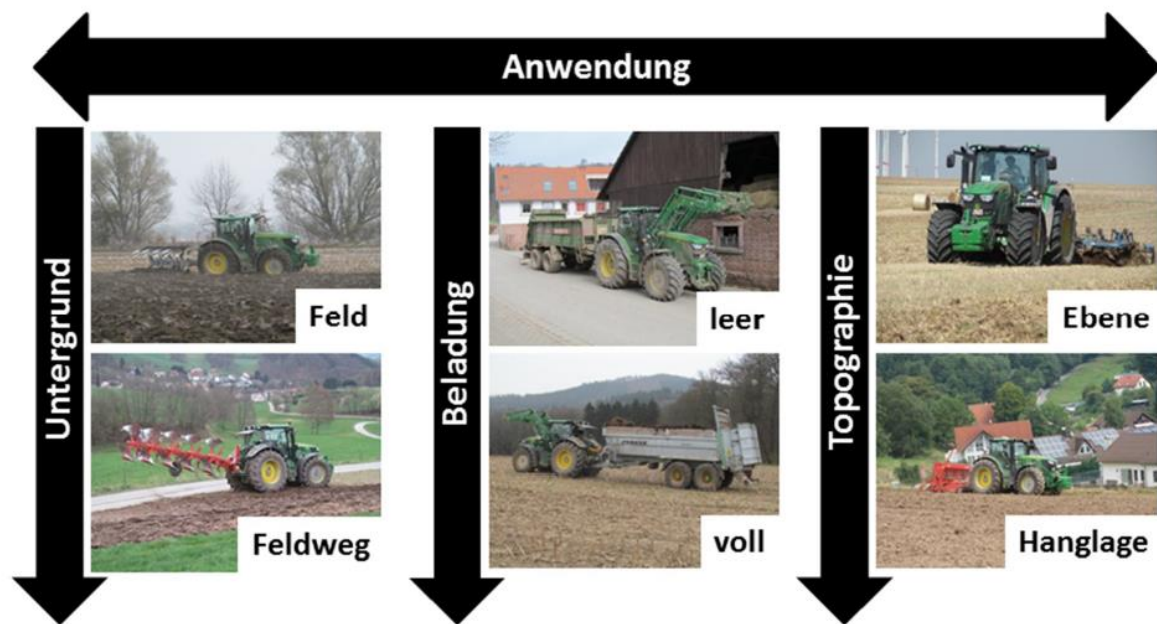 Anwendung
Untergrund
Feld
Feldweg
Beladung
leer
voll
Topographie
Ebene
Hanglage